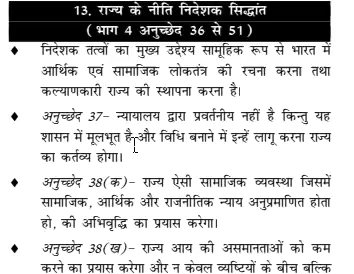 13. राज्य के नीति निदेशक सिद्धांत
( भाग 4 अनुच्छेद 36 से 51 )
♦ निदेशक तत्वों का मुख्य उद्देश्य सामूहिक रूप से भारत में
आर्थिक एवं सामाजिक लोकतंत्र की रचना करना तथा
कल्याणकारी राज्य की स्थापना करना है।
♦ अनुच्छेद 37- न्यायालय द्वारा प्रवर्तनीय नहीं है किन्तु यह
शासन में मूलभूत है और विधि बनाने में इन्हें लागू करना राज्य
का कर्तव्य होगा।
♦ अनुच्छेद 38(क)- राज्य ऐसी सामाजिक व्यवस्था जिसमें
सामाजिक, आर्थिक और राजनीतिक न्याय अनुप्रमाणित होता
हो, की अभिवृद्धि का प्रयास करेगा।
♦ अनुच्छेद 38(ख)- राज्य आय की असमानताओं को कम
करने का प्रयास करेगा और न केवल व्यष्टियों के बीच बल्कि